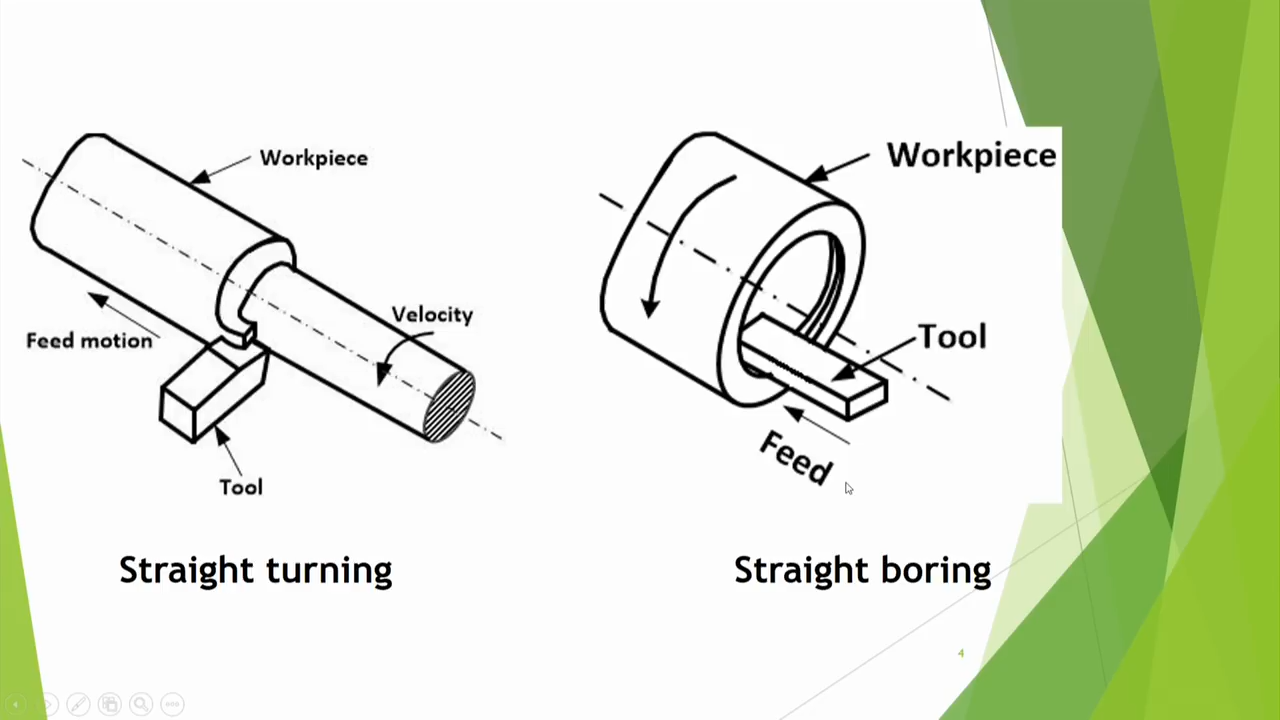 Workpiece
Velocity
Feed motion
Tool
Straight turning
Workpiece
Tool
Feed
Straight boring
4